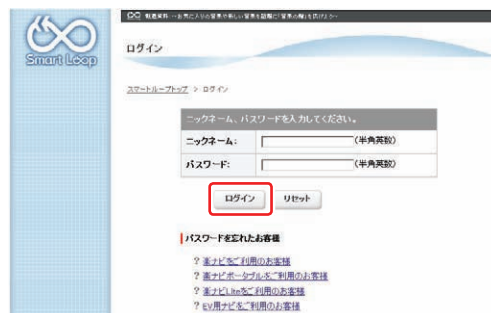 Smart Loop
ログイン
スマートループトップ > ログイン
ニックネーム、パスワードを入力してください。
ニックネーム: (半角英数)
パスワード: (半角英数)
ログイン リセット
パスワードを忘れたお客様
? 楽ナビをご利用のお客様
? 楽ナビポータブルをご利用のお客様
? 楽ナビLiteをご利用のお客様
? EV用ナビをご利用のお客様